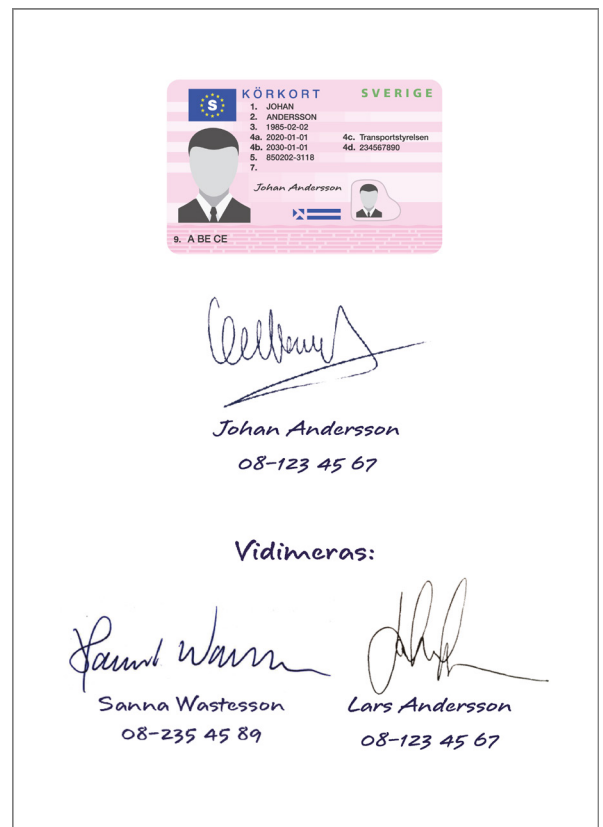 S
KÖRKORT SVERIGE
1. JOHAN
2. ANDERSSON
3. 1985-02-02
4a. 2020-01-01 4c. Transportstyrelsen
4b. 2030-01-01 4d. 234567890
5. 850202-3118
7.
Johan Andersson
9. A BE CE
Johan Andersson
08-123 45 67
Vidimeras:
Sanna Wastesson Lars Andersson
08-235 45 89 08-123 45 67